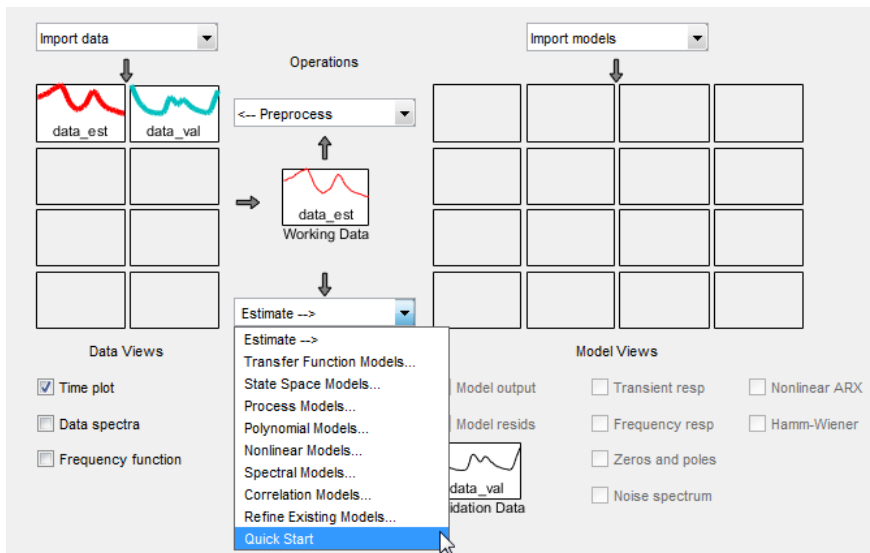 Import data
Import models
Operations
data_est
data_val
<-- Preprocess
data_est
Working Data
Estimate -->
Estimate -->
Transfer Function Models...
State Space Models...
Process Models...
Polynomial Models...
Nonlinear Models...
Spectral Models...
Correlation Models...
Refine Existing Models...
Quick Start
Data Views
Time plot
Data spectra
Frequency function
Model Views
Model output
Transient resp
Nonlinear ARX
Model resids
Frequency resp
Hamm-Wiener
Zeros and poles
Noise spectrum
data_val
idation Data